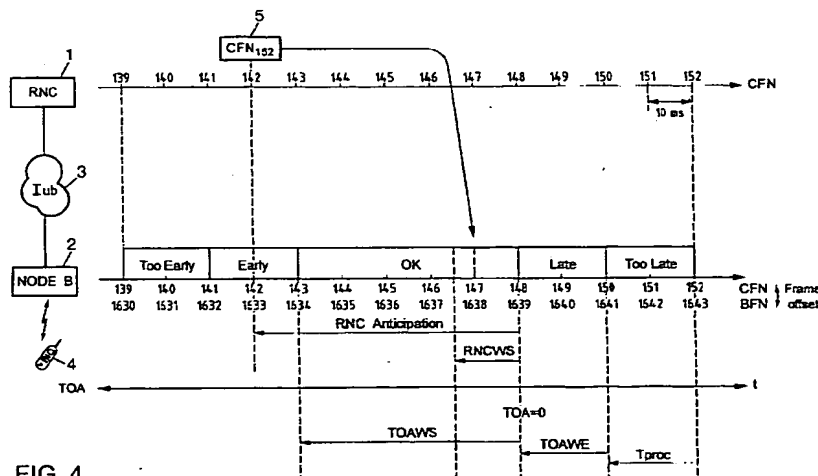 5
CFN152
1
139 140 141 142 143 144 145 146 147 148 149 150 151 152
RNC
CFN
10 ms
3
Iub
2
Too Early Early OK Late Too Late
NODE B
139 140 141 142 143 144 145 146 147 148 149 150 151 152 CFN Frame
1630 1531 1632 1533 1534 1635 1536 1637 1638 1639 1640 1641 1542 1543 BFN offset
RNC Anticipation
4
RNCWS
TOA t
TOA=0
TOAWS TOAWE Tproc
FIG. 4